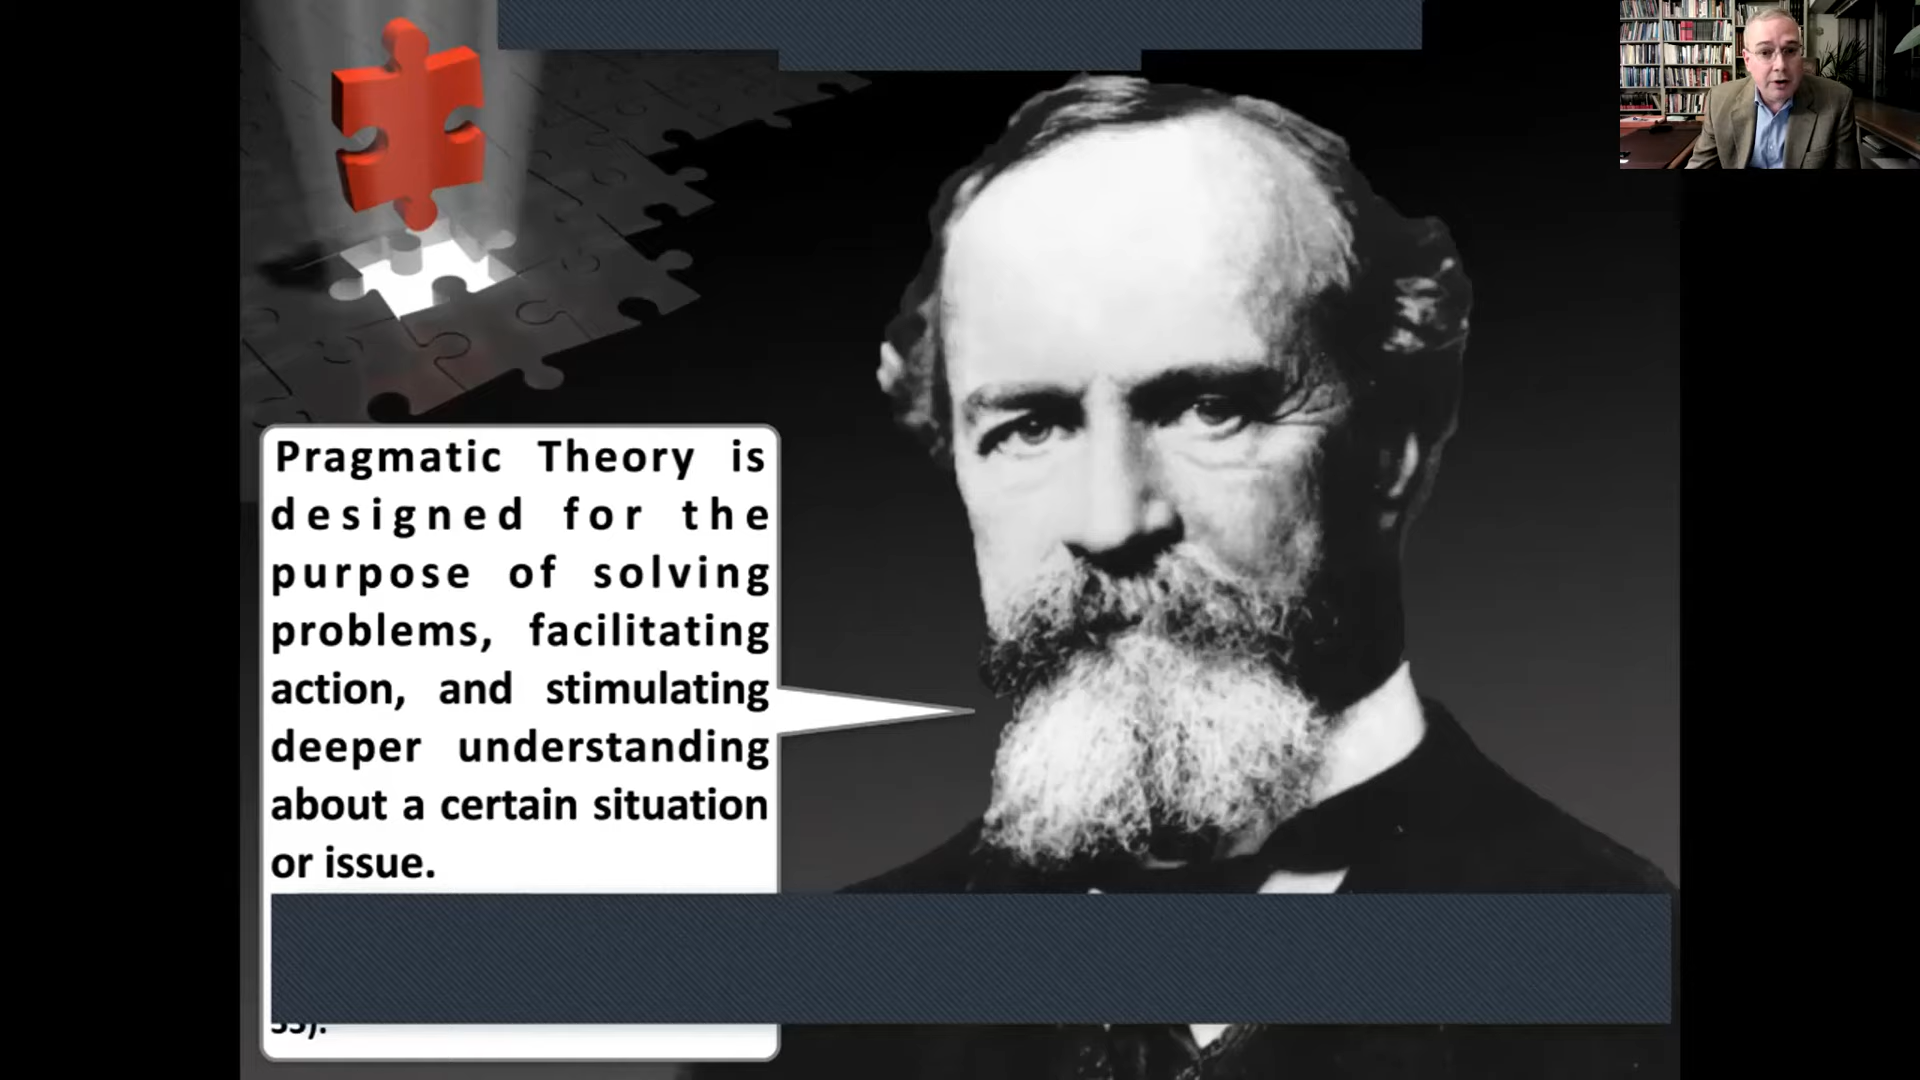 Pragmatic Theory is
designed for the
purpose of solving
problems, facilitating
action, and stimulating
deeper understanding
about a certain situation
or issue.